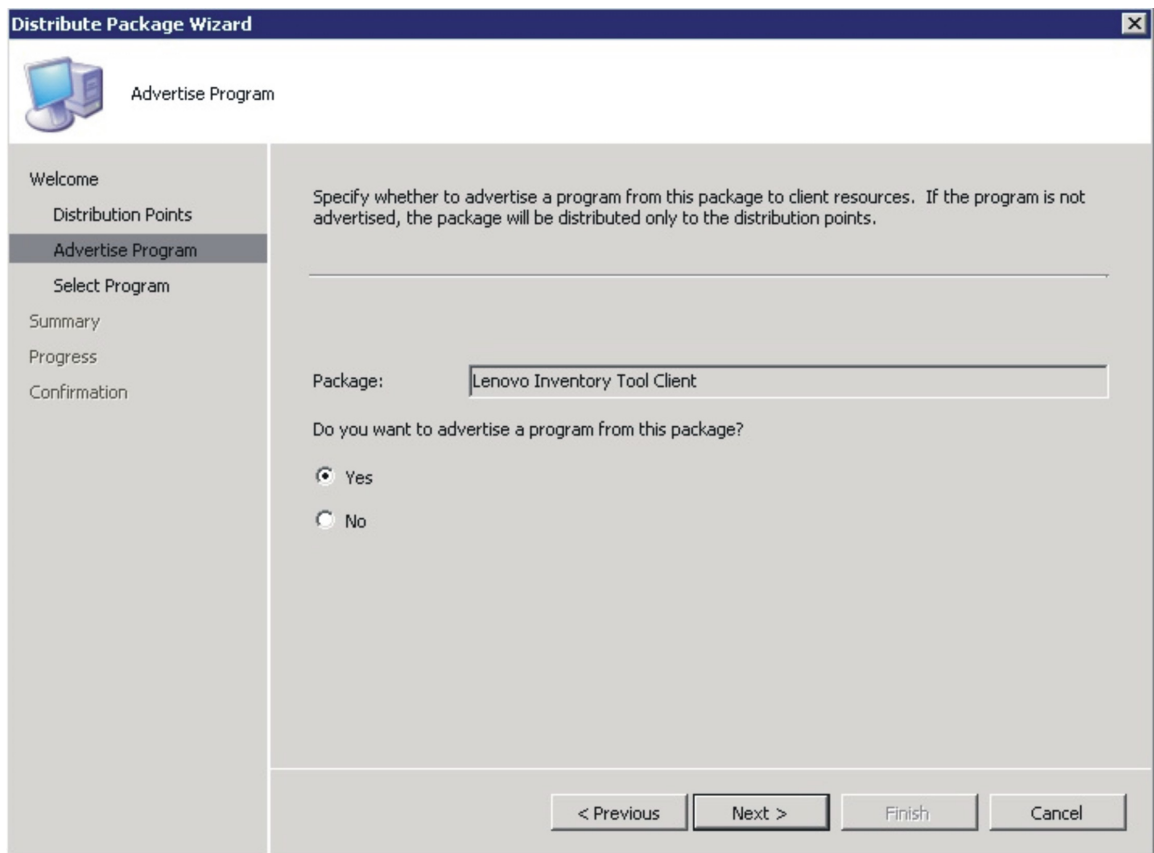 Distribute Package Wizard
Advertise Program
Welcome
Distribution Points
Advertise Program
Select Program
Summary
Progress
Confirmation
Specify whether to advertise a program from this package to client resources.  If the program is not
advertised, the package will be distributed only to the distribution points.
Package: Lenovo Inventory Tool Client
Do you want to advertise a program from this package?
Yes
No
< Previous Next > Finish Cancel